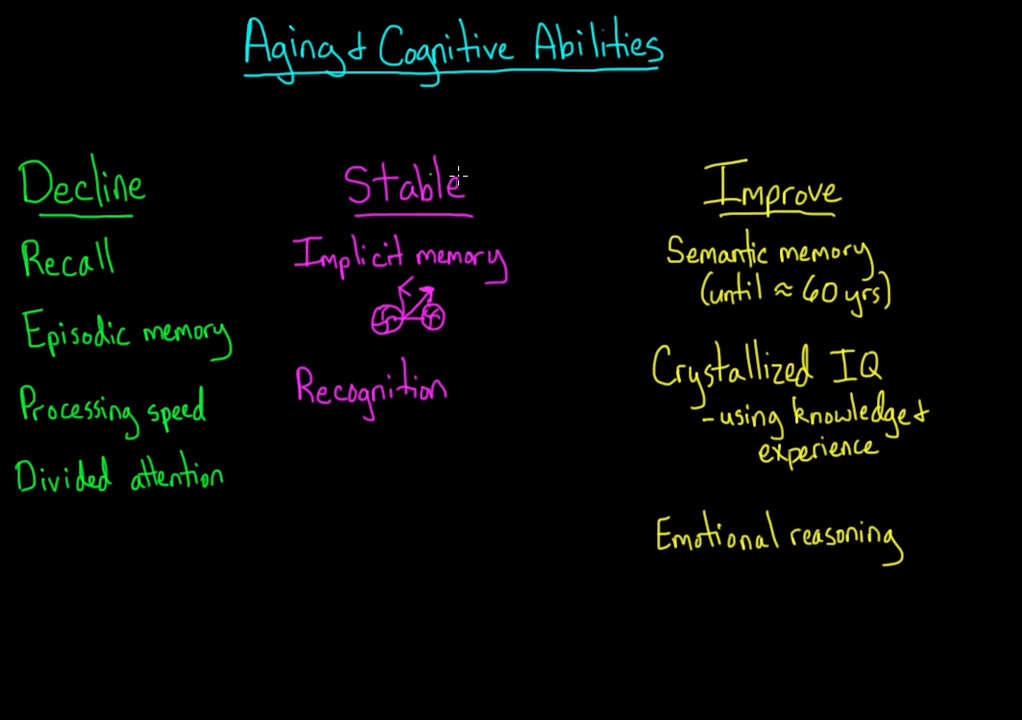 Aging & Cognitive Abilities
Decline
Recall
Episodic memory
Processing speed
Divided attention
Stable
Implicit memory
Recognition
Improve
Semantic memory
(until ≈ 60 yrs)
Crystallized IQ
-using knowledge &
experience
Emotional reasoning